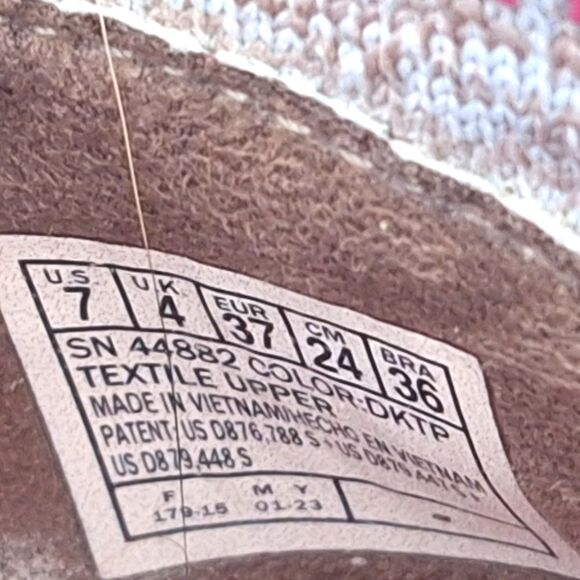 U.S. UK EUR CM BRA
7 4 37 24 36
SN 44882 COLOR:DKTP
TEXTILE UPPER
MADE IN VIETNAM/HECHO EN VIETNAM
PATENT: US D876,788 S • US
US D879,448 S
F M Y
179-15 01-23